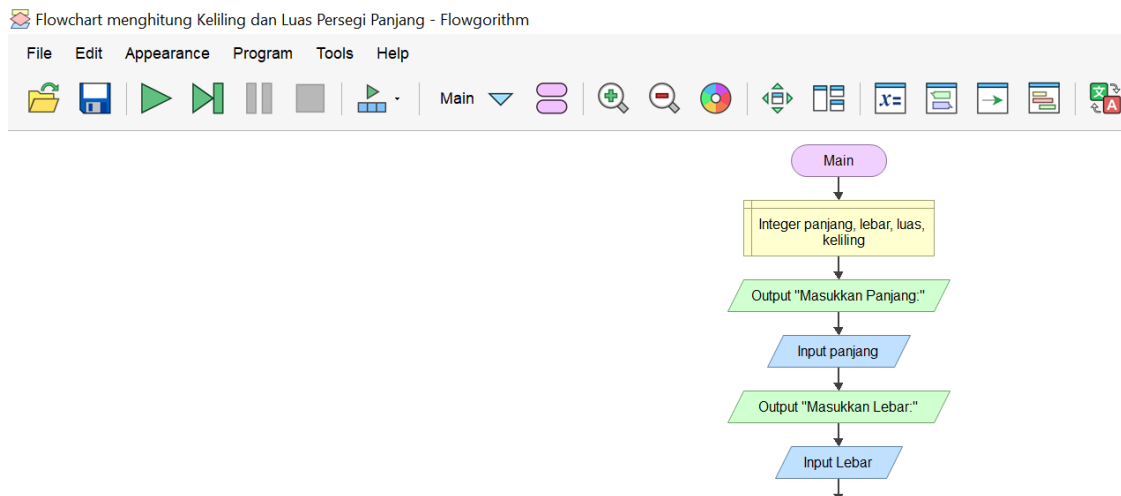 Flowchart menghitung Keliling dan Luas Persegi Panjang - Flowgorithm
File Edit Appearance Program Tools Help
Main x= 文 A
Main
Integer panjang, lebar, luas,
keliling
Output "Masukkan Panjang:"
Input panjang
Output "Masukkan Lebar:"
Input Lebar